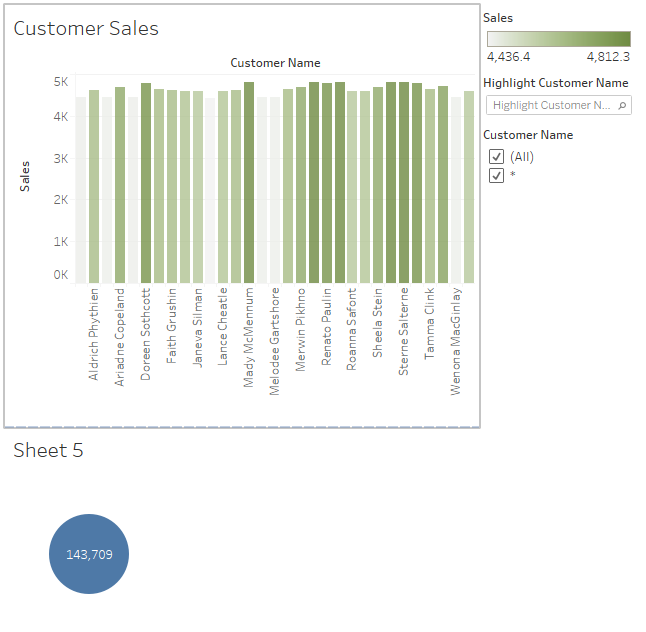 Customer Sales
Customer Name
Sales
5K
4K
3K
2K
1K
0K
Aldrich Phythien
Ariadne Copeland
Doreen Sothcott
Faith Grushin
Janeva Silman
Lance Cheatle
Mady McMennum
Melodee Gartshore
Merwin Pikhno
Renato Paulin
Roanna Safont
Sheela Stein
Sterne Salterne
Tamma Clink
Wenona MacGinlay
Sales
4,436.4 4,812.3
Highlight Customer Name
Highlight Customer N...
Customer Name
(All)
*
Sheet 5
143,709